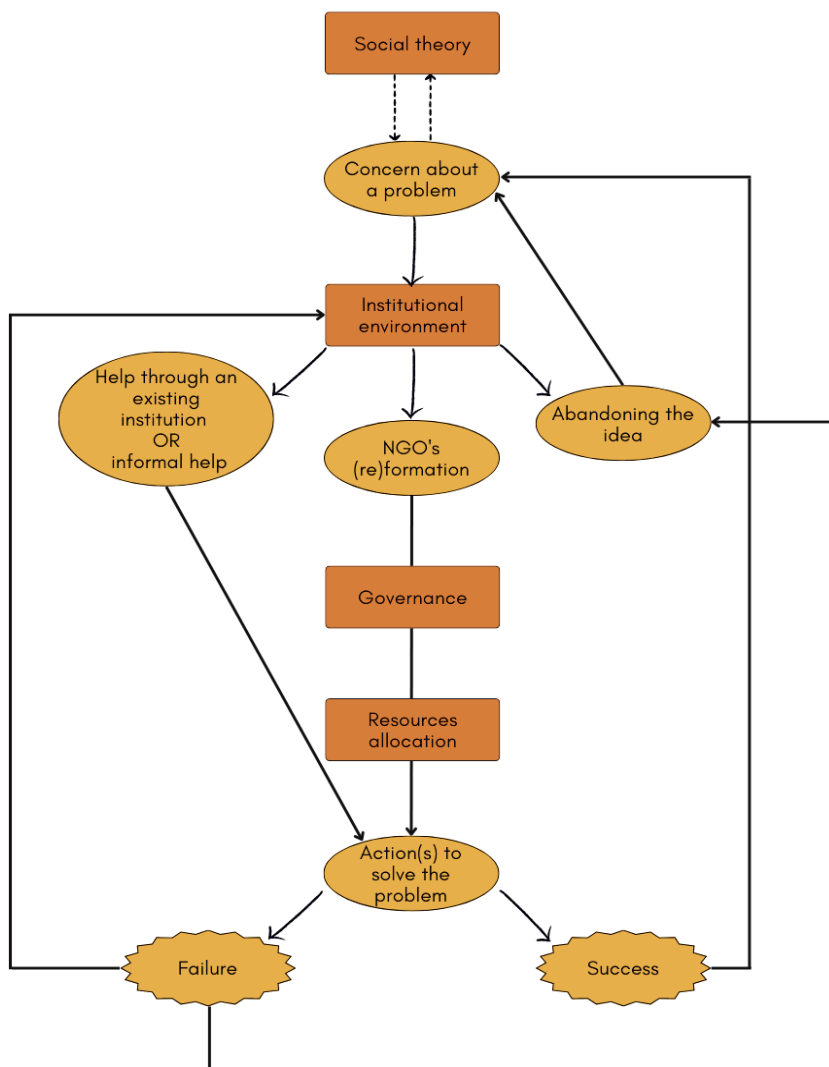 Social theory
Concern about
a problem
Institutional
environment
Help through an
existing
institution
OR
informal help
NGO's
(re)formation
Abandoning the
idea
Governance
Resources
allocation
Action(s) to
solve the
problem
Failure
Success